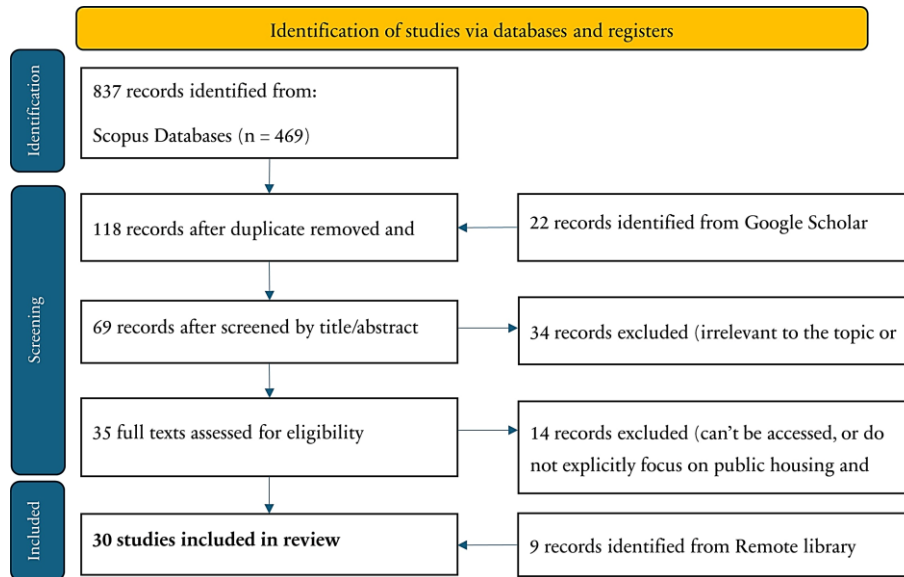 Identification of studies via databases and registers
Identification
837 records identified from:
Scopus Databases (n = 469)
Screening
118 records after duplicate removed and
22 records identified from Google Scholar
69 records after screened by title/abstract
34 records excluded (irrelevant to the topic or
35 full texts assessed for eligibility
14 records excluded (can't be accessed, or do
not explicitly focus on public housing and
Included
30 studies included in review
9 records identified from Remote library